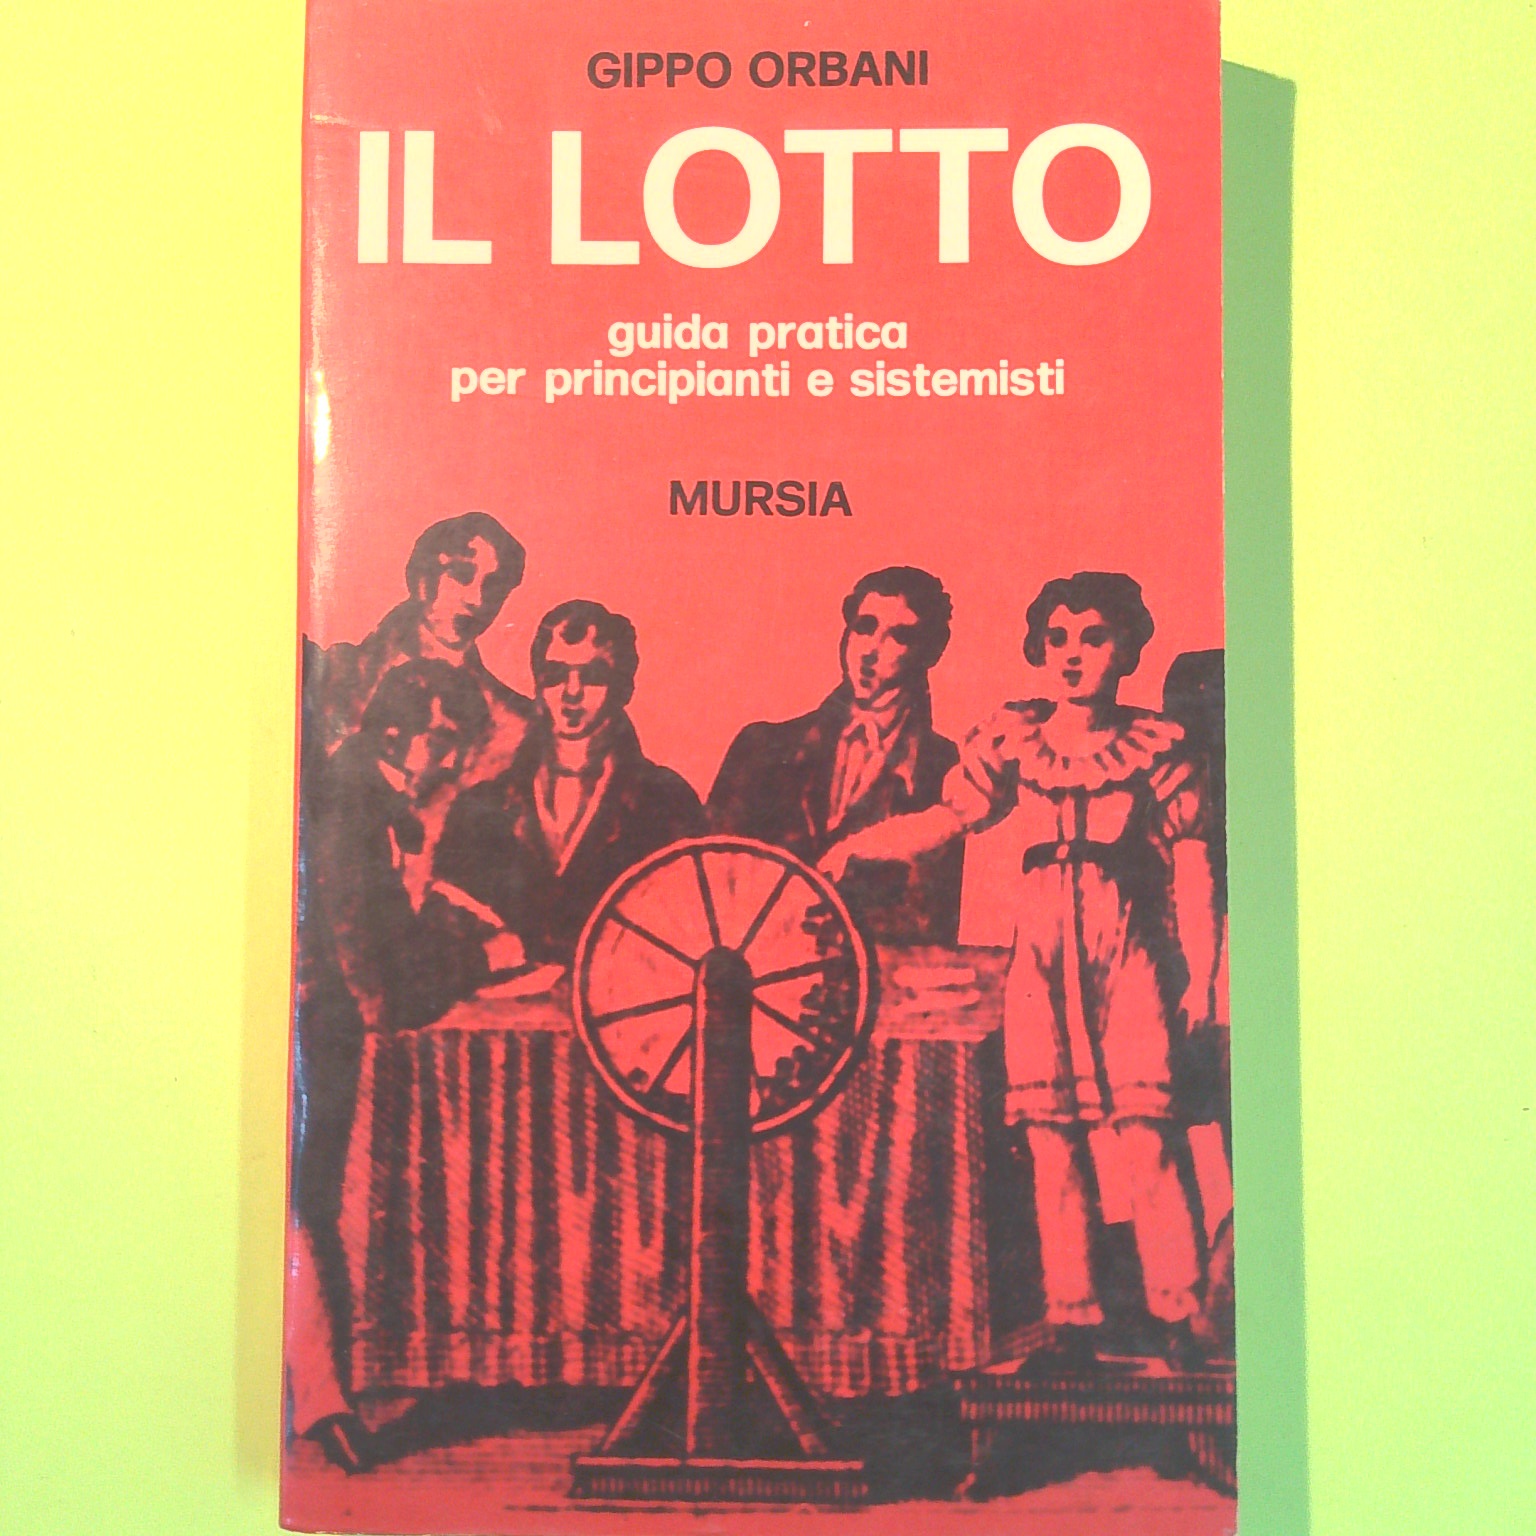 GIPPO ORBANI
IL LOTTO
guida pratica
per principianti e sistemisti
MURSIA